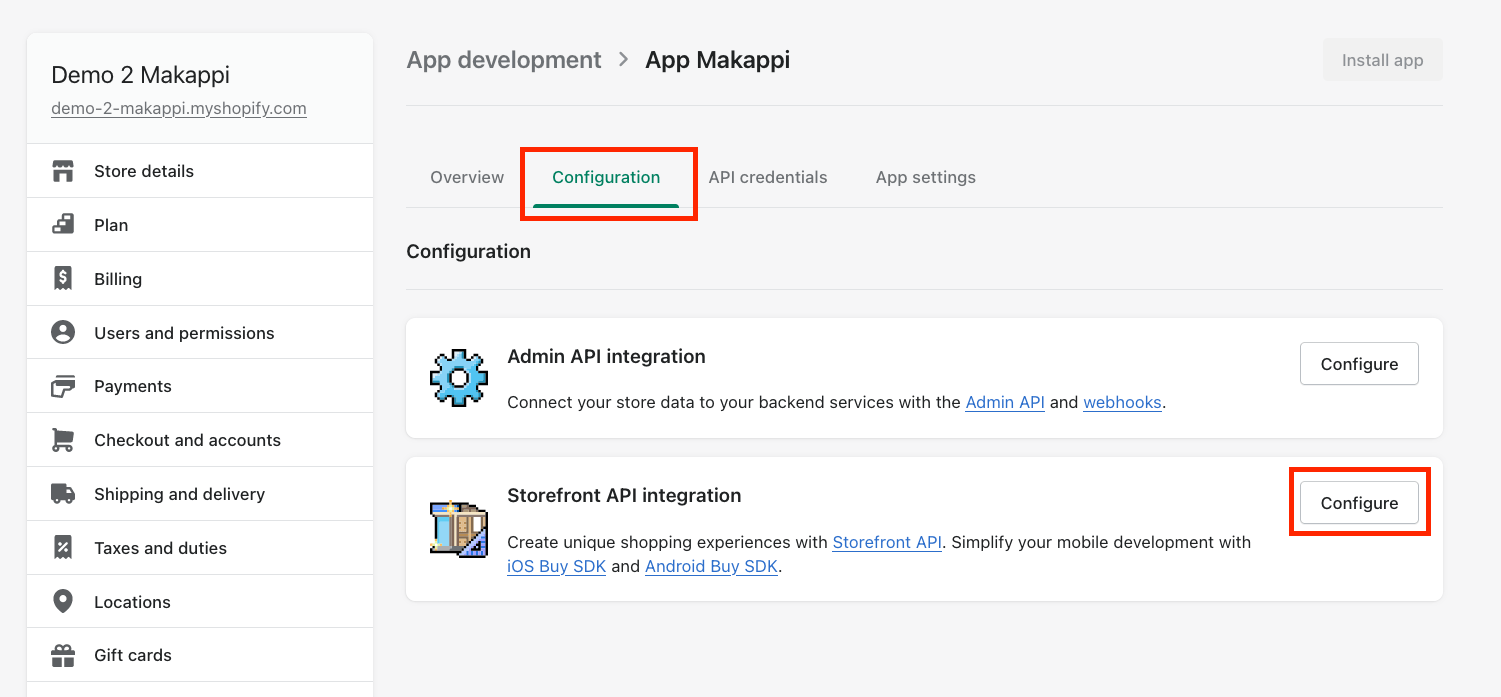 Demo 2 Makappi
demo-2-makappi.myshopify.com
Store details
Plan
Billing
Users and permissions
Payments
Checkout and accounts
Shipping and delivery
Taxes and duties
Locations
Gift cards
App development > App Makappi
Install app
Overview Configuration API credentials App settings
Configuration
Admin API integration
Configure
Connect your store data to your backend services with the Admin API and webhooks.
Storefront API integration
Configure
Create unique shopping experiences with Storefront API. Simplify your mobile development with
iOS Buy SDK and Android Buy SDK.